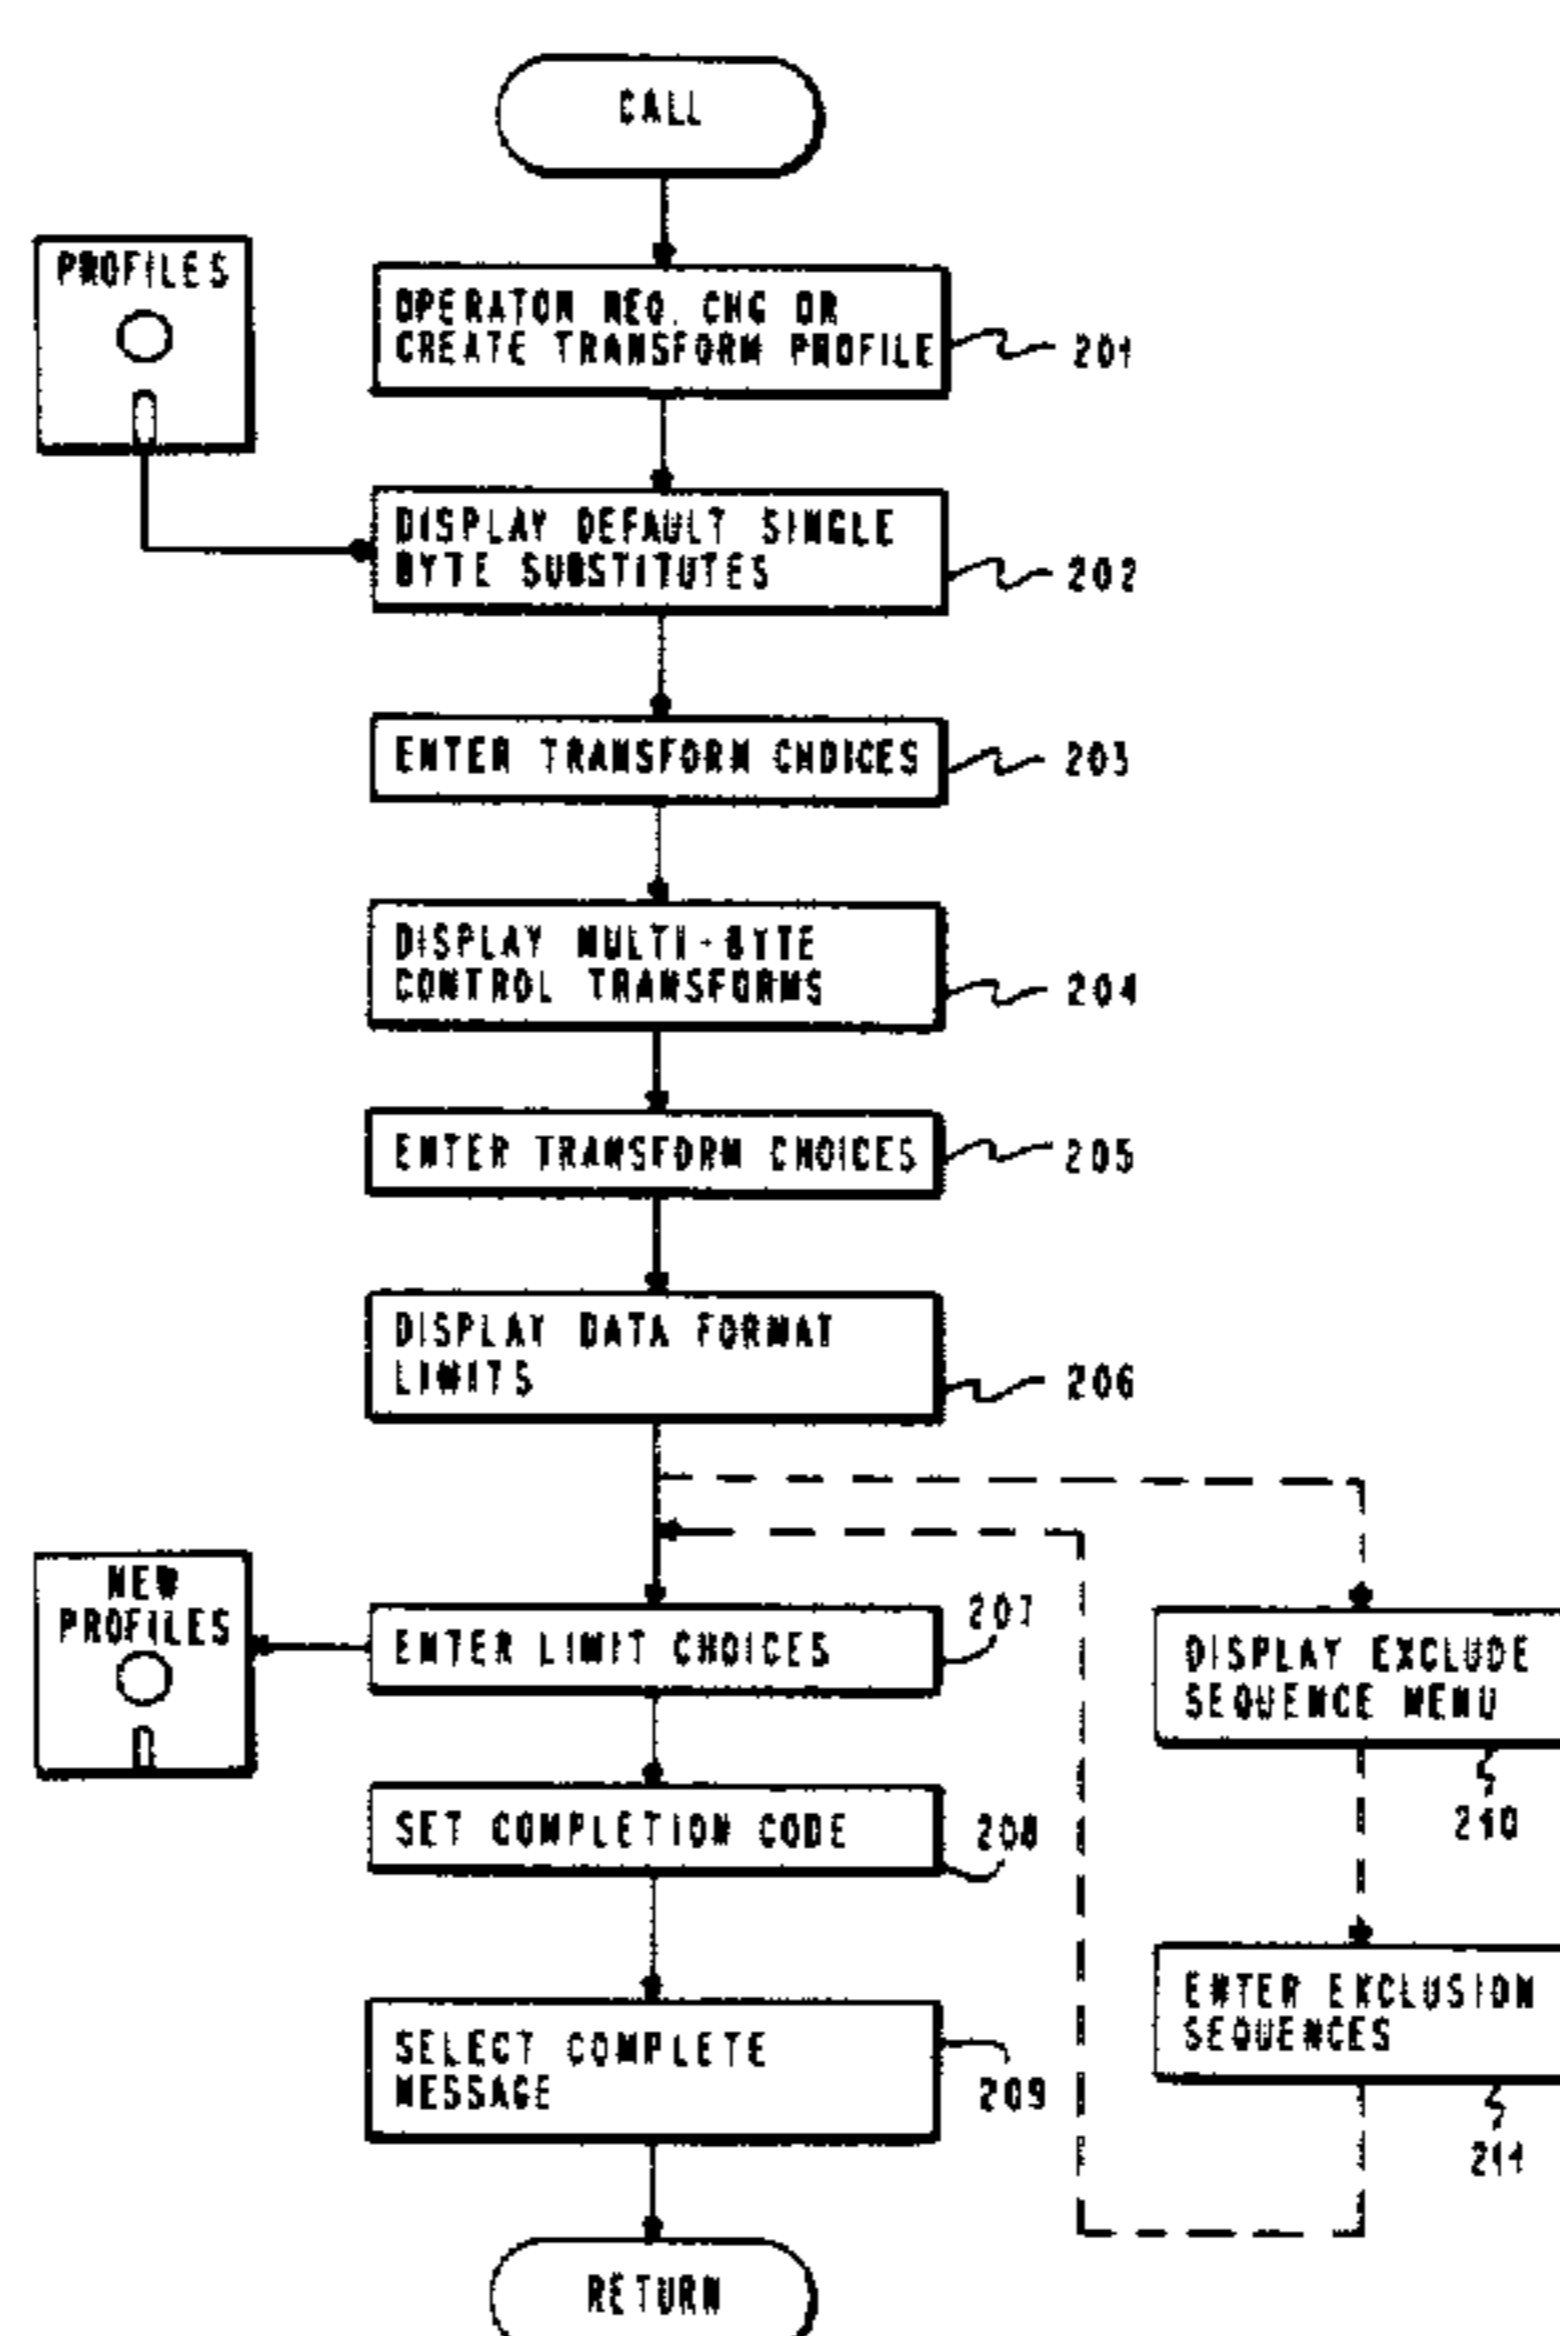 CALL
PROFILES
OPERATOR REQ. CHG OR
CREATE TRANSFORM PROFILE
201
DISPLAY DEFAULT SINGLE
BYTE SUBSTITUTES
202
ENTER TRANSFORM CHOICES
203
DISPLAY MULTI-BYTE
CONTROL TRANSFORMS
204
ENTER TRANSFORM CHOICES
205
DISPLAY DATA FORMAT
LIMITS
206
NEW
PROFILES
ENTER LIMIT CHOICES
207
DISPLAY EXCLUDE
SEQUENCE MENU
210
SET COMPLETION CODE
208
ENTER EXCLUSION
SEQUENCES
211
SELECT COMPLETE
MESSAGE
209
RETURN